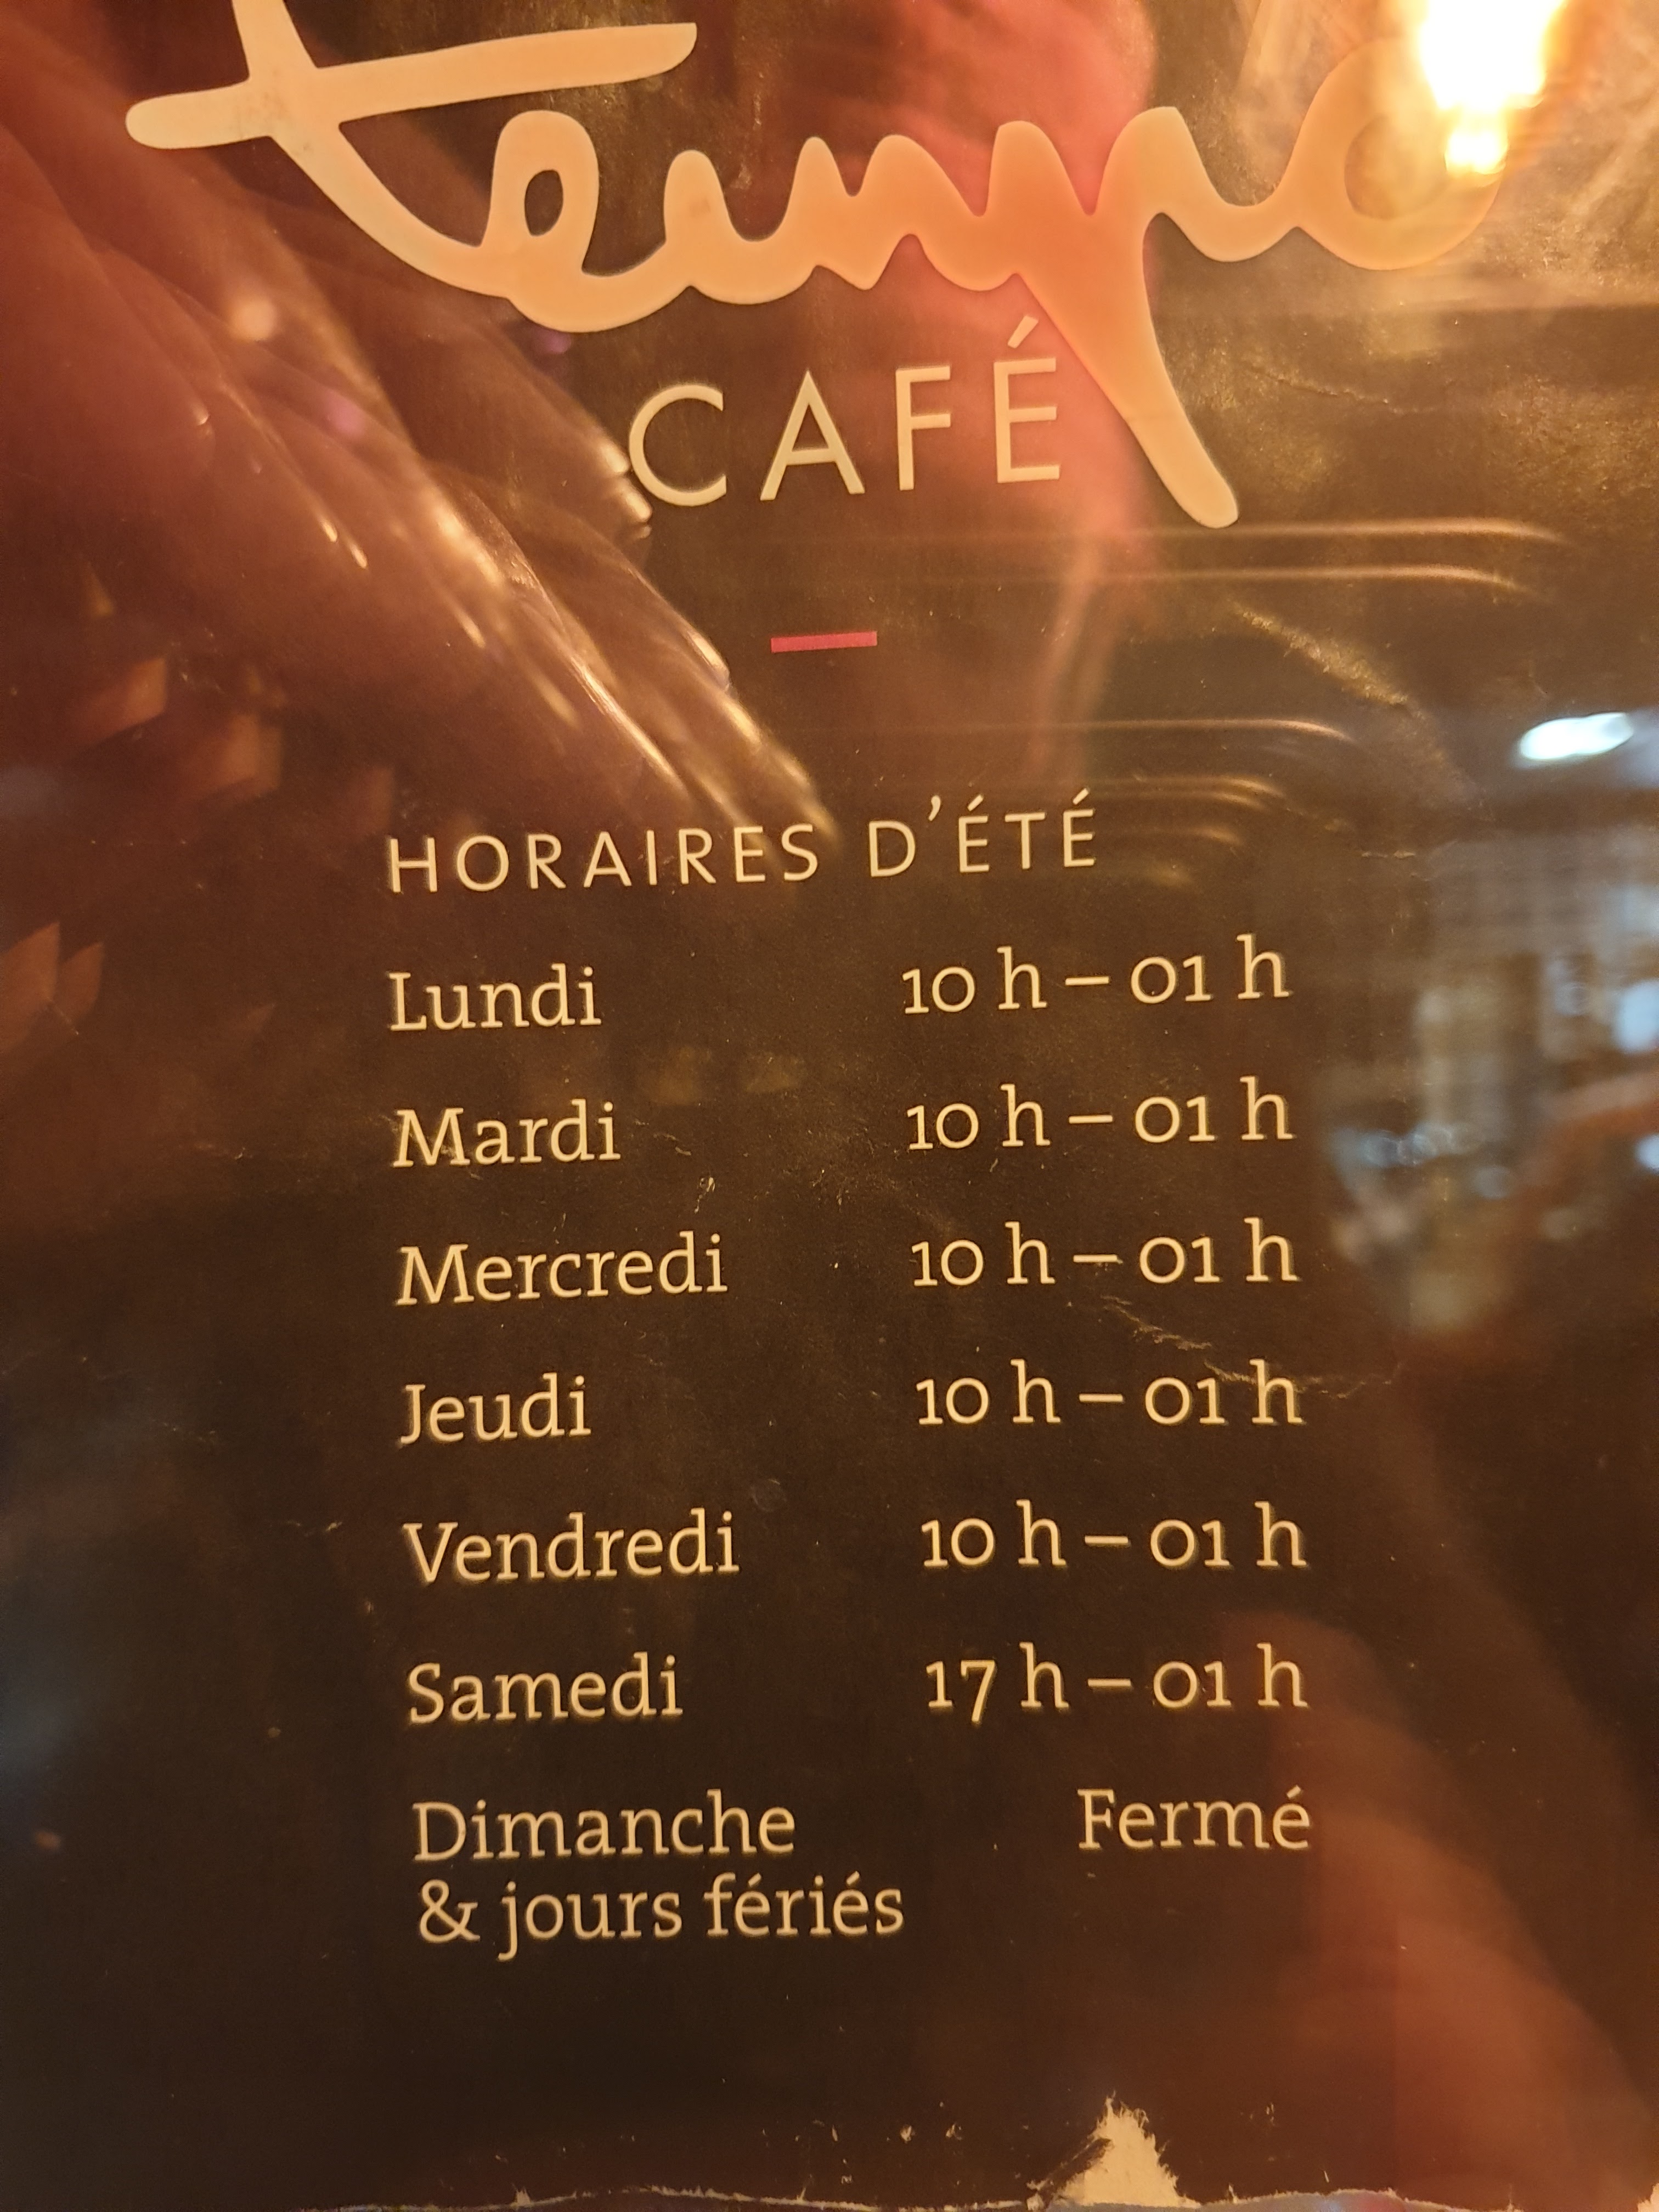 tempo
CAFÉ
HORAIRES D'ÉTÉ
Lundi 10 h – 01 h
Mardi 10 h – 01 h
Mercredi 10 h – 01 h
Jeudi 10 h – 01 h
Vendredi 10 h – 01 h
Samedi 17 h – 01 h
Dimanche Fermé
& jours fériés